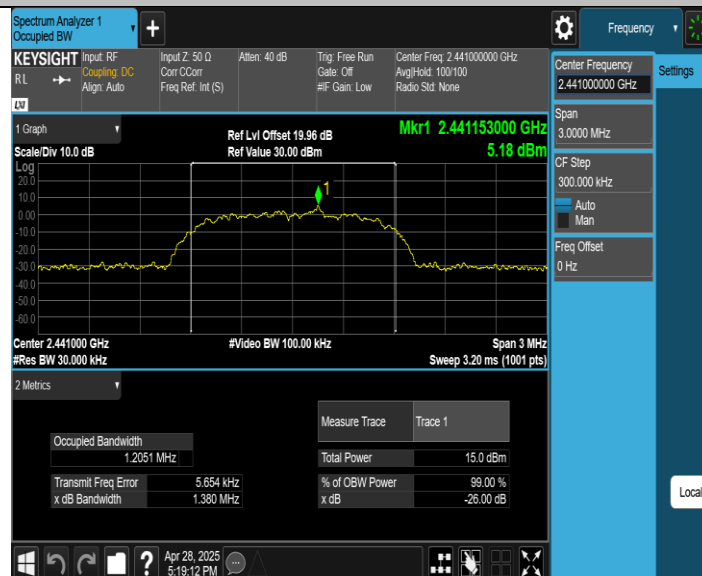 Spectrum Analyzer 1
Occupied BW
Frequency
KEYSIGHT
Input: RF
Coupling: DC
Align: Auto
Input Z: 50 Ω
Corr CCorr
Freq Ref: Int (S)
Atten: 40 dB
Trig: Free Run
Gate: Off
#IF Gain: Low
Center Freq: 2.441000000 GHz
Avg|Hold: 100/100
Radio Std: None
RL
LXI
Center Frequency
2.441000000 GHz
Settings
Span
3.0000 MHz
CF Step
300.000 kHz
Auto
Man
Freq Offset
0 Hz
1 Graph
Ref Lvl Offset 19.96 dB
Mkr1 2.441153000 GHz
Scale/Div 10.0 dB
Ref Value 30.00 dBm
5.18 dBm
Log
20.0
10.0
0.00
-10.0
-20.0
-30.0
-40.0
-50.0
-60.0
1
Center 2.441000 GHz
#Video BW 100.00 kHz
Span 3 MHz
#Res BW 30.000 kHz
Sweep 3.20 ms (1001 pts)
2 Metrics
Measure Trace
Trace 1
Occupied Bandwidth
1.2051 MHz
Total Power
15.0 dBm
Transmit Freq Error
5.654 kHz
% of OBW Power
99.00 %
x dB Bandwidth
1.380 MHz
x dB
-26.00 dB
Local
?
Apr 28, 2025
5:19:12 PM